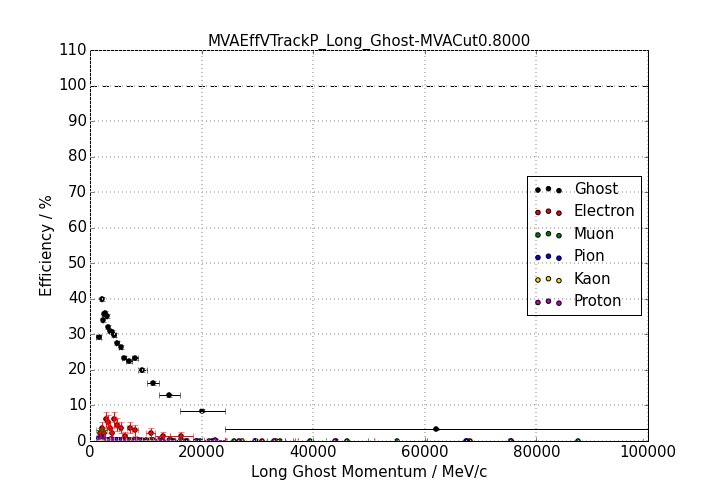 MVAEffVTrackP_Long_Ghost-MVACut0.8000
110
100
90
80
70
60
50
40
30
20
10
0
Efficiency / %
Ghost
Electron
Muon
Pion
Kaon
Proton
0 20000 40000 60000 80000 100000
Long Ghost Momentum / MeV/c